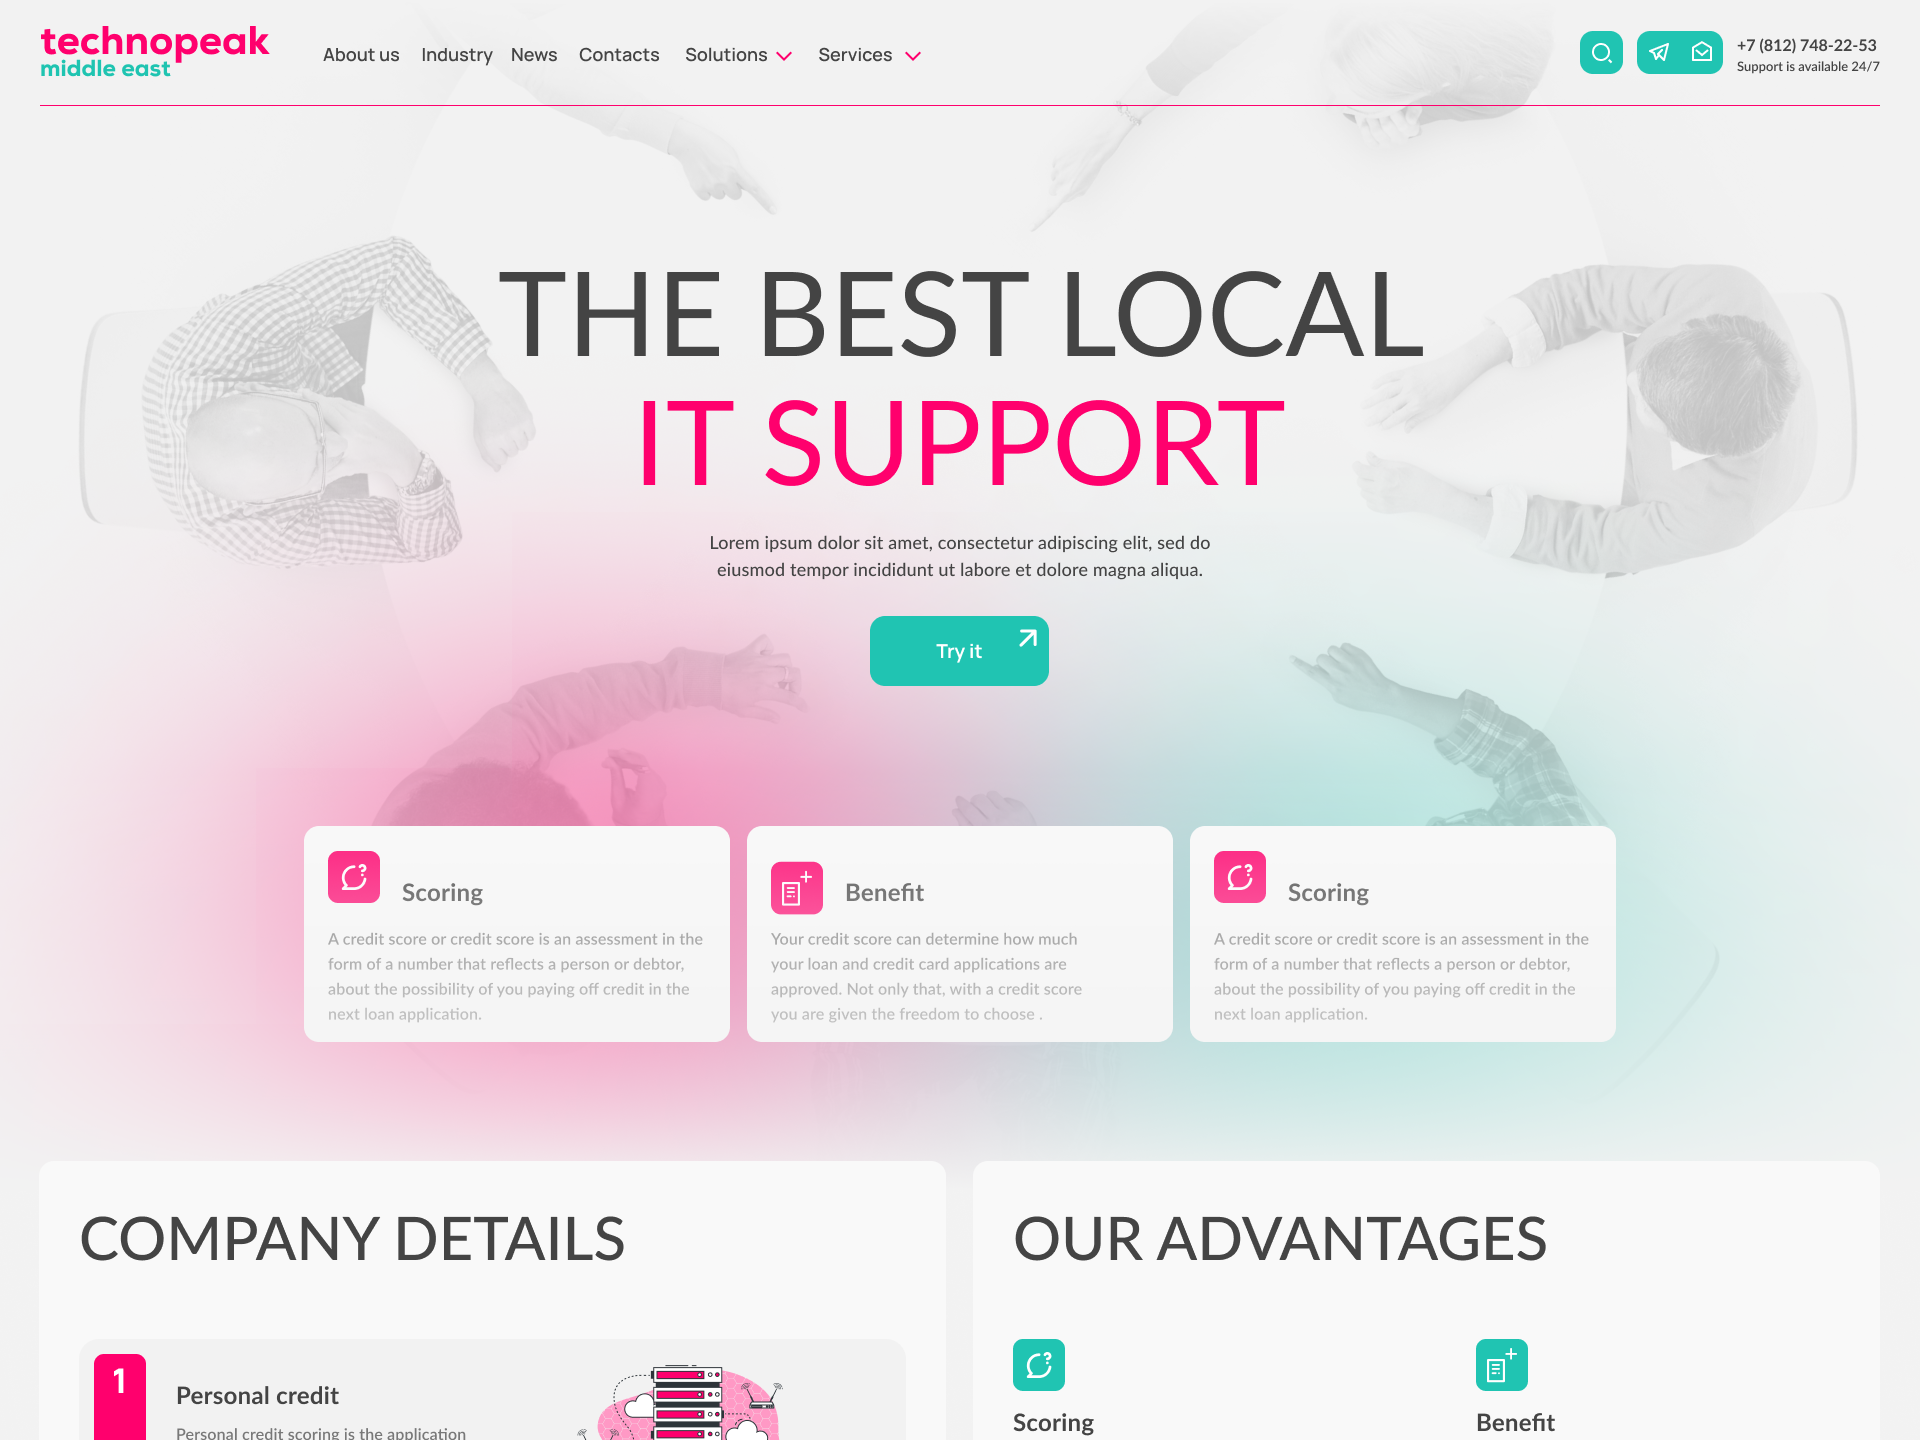 technopeak
middle east
About us
Industry
News
Contacts
Solutions
Services
+7 (812) 748-22-53
Support is available 24/7
THE BEST LOCAL
IT SUPPORT
Lorem ipsum dolor sit amet, consectetur adipiscing elit, sed do
eiusmod tempor incididunt ut labore et dolore magna aliqua.
Try it
Scoring
A credit score or credit score is an assessment in the
form of a number that reflects a person or debtor,
about the possibility of you paying off credit in the
next loan application.
Benefit
Your credit score can determine how much
your loan and credit card applications are
approved. Not only that, with a credit score
you are given the freedom to choose .
Scoring
A credit score or credit score is an assessment in the
form of a number that reflects a person or debtor,
about the possibility of you paying off credit in the
next loan application.
COMPANY DETAILS
1
Personal credit
Personal credit scoring is the application
OUR ADVANTAGES
Scoring
Benefit